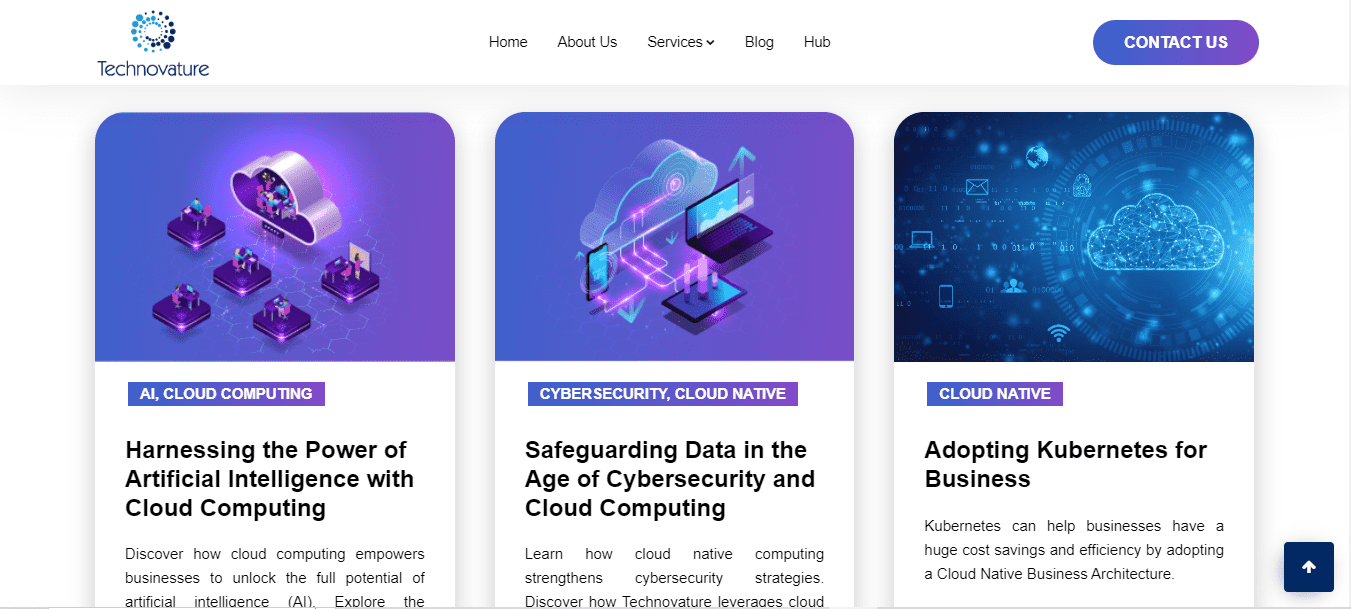 Technovature
Home
About Us
Services
Blog
Hub
CONTACT US
AI, CLOUD COMPUTING
Harnessing the Power of
Artificial Intelligence with
Cloud Computing
Discover how cloud computing empowers
businesses to unlock the full potential of
artificial intelligence (AI). Explore the
CYBERSECURITY, CLOUD NATIVE
Safeguarding Data in the
Age of Cybersecurity and
Cloud Computing
Learn how cloud native computing
strengthens cybersecurity strategies.
Discover how Technovature leverages cloud
CLOUD NATIVE
Adopting Kubernetes for
Business
Kubernetes can help businesses have a
huge cost savings and efficiency by adopting
a Cloud Native Business Architecture.